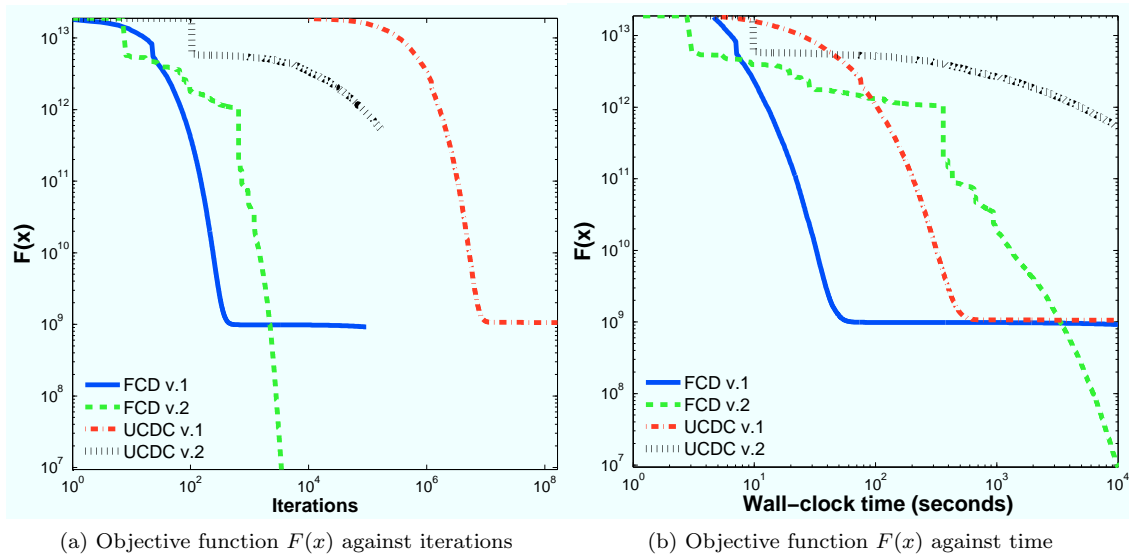 10^13
10^12
10^11
10^10
10^9
10^8
10^7
F(x)
FCD v.1
FCD v.2
UCDC v.1
UCDC v.2
10^0 10^2 10^4 10^6 10^8
Iterations
(a) Objective function F(x) against iterations
10^13
10^12
10^11
10^10
10^9
10^8
10^7
F(x)
FCD v.1
FCD v.2
UCDC v.1
UCDC v.2
10^0 10^1 10^2 10^3 10^4
Wall−clock time (seconds)
(b) Objective function F(x) against time